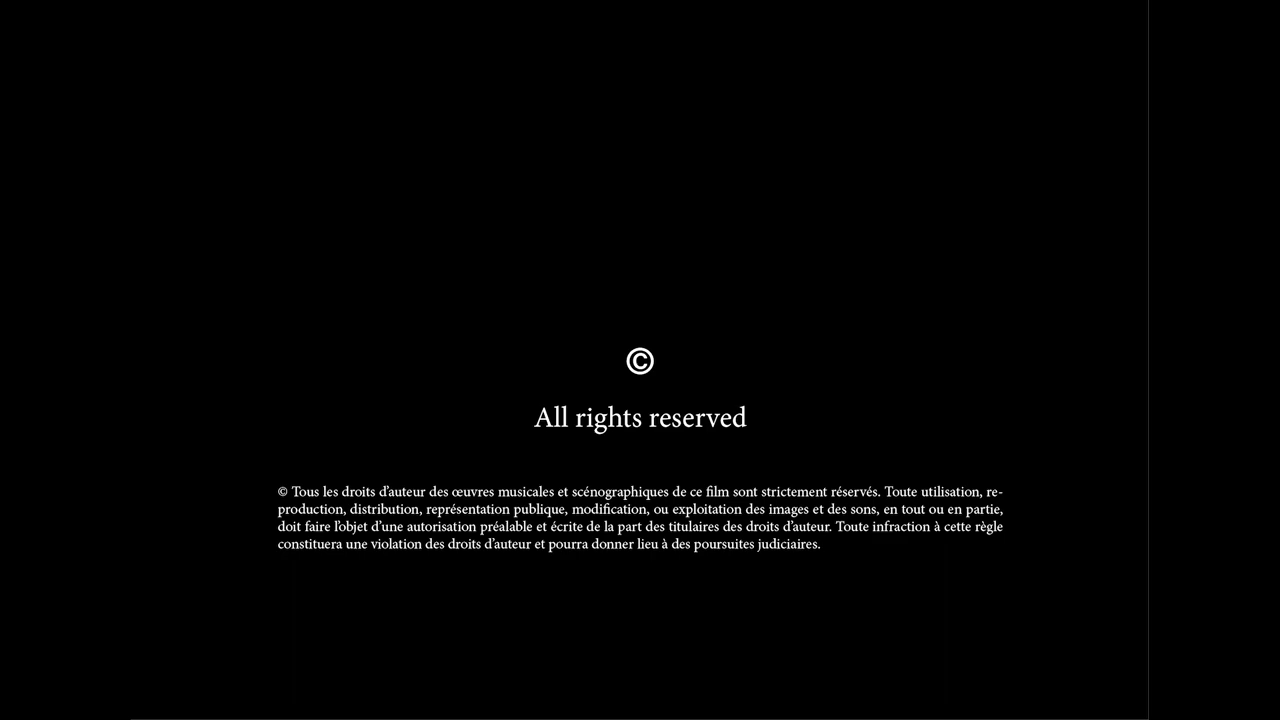 ©
All rights reserved
© Tous les droits d’auteur des œuvres musicales et scénographiques de ce film sont strictement réservés. Toute utilisation, re-
production, distribution, représentation publique, modification, ou exploitation des images et des sons, en tout ou en partie,
doit faire l’objet d’une autorisation préalable et écrite de la part des titulaires des droits d’auteur. Toute infraction à cette règle
constituera une violation des droits d’auteur et pourra donner lieu à des poursuites judiciaires.